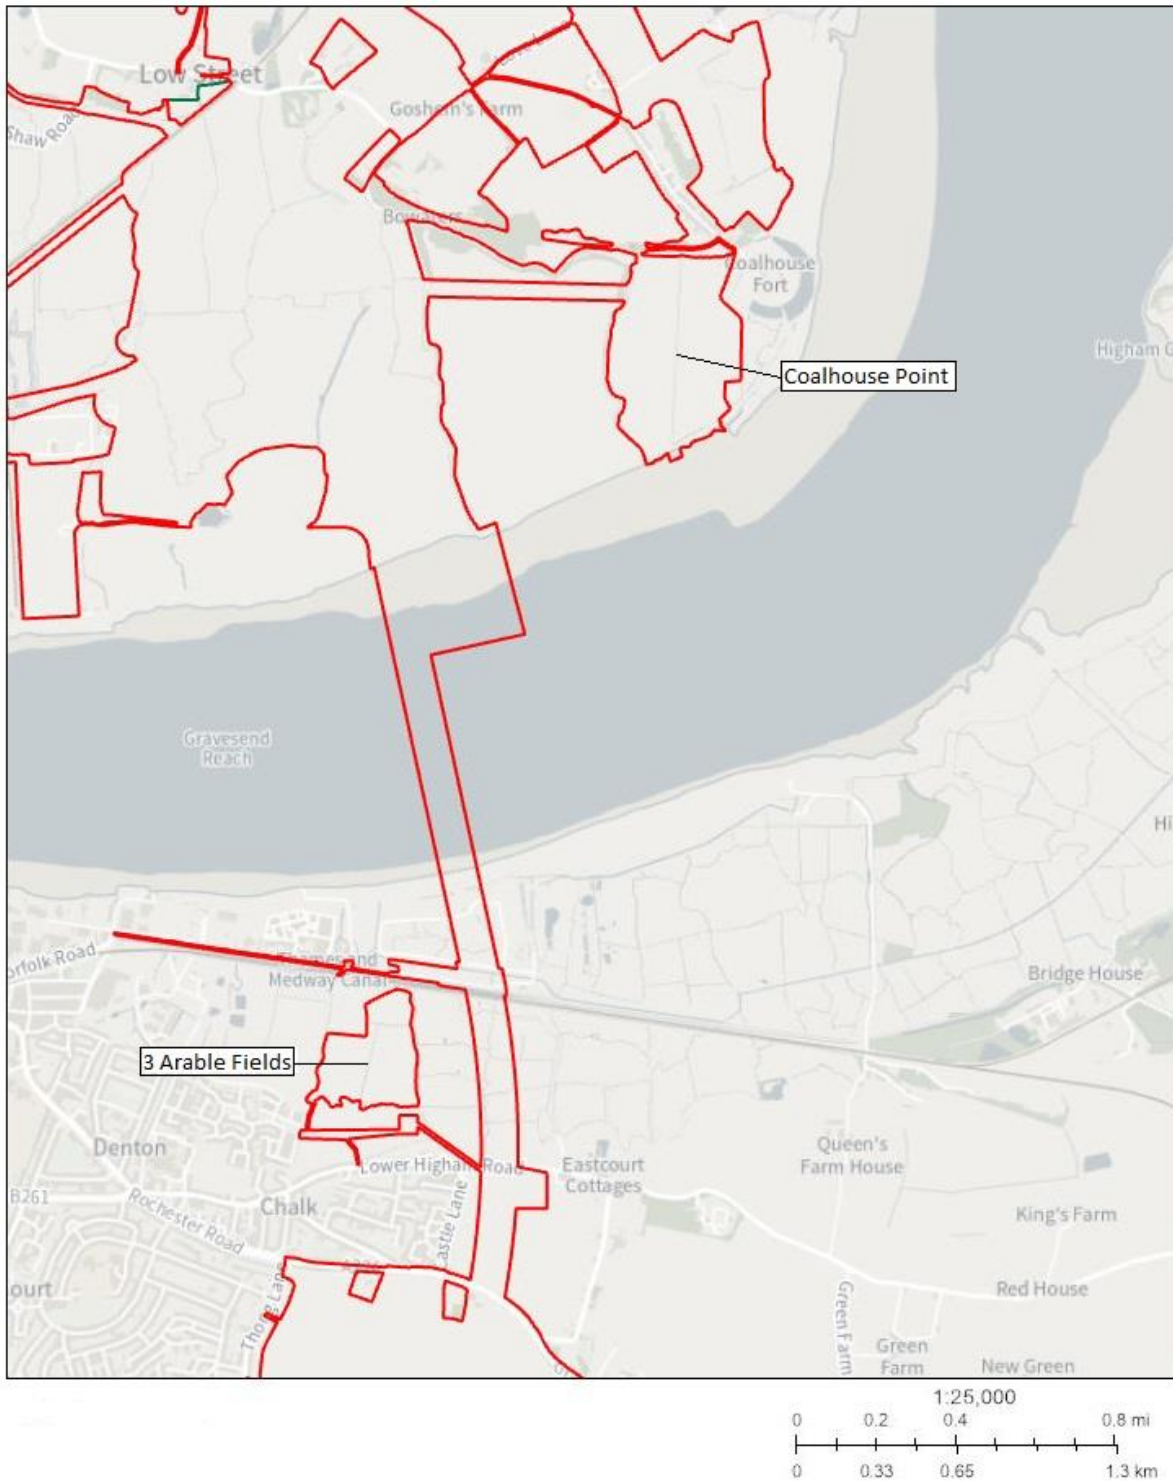 Low Street
Shaw Road
Goshem's Farm
Bowaters
Coalhouse
Fort
Higham
Coalhouse Point
Gravesend
Reach
Hi
Norfolk Road
Thames and
Medway Canal
Bridge House
3 Arable Fields
Denton
Queen's
Farm House
Lower Higham Road
Eastcourt
Cottages
B261
Chalk
Rochester Road
Castle Lane
King's Farm
ourt
Thong Lane
Red House
Green Farm
Green
Farm
New Green
1:25,000
0 0.2 0.4 0.8 mi
0 0.33 0.65 1.3 km